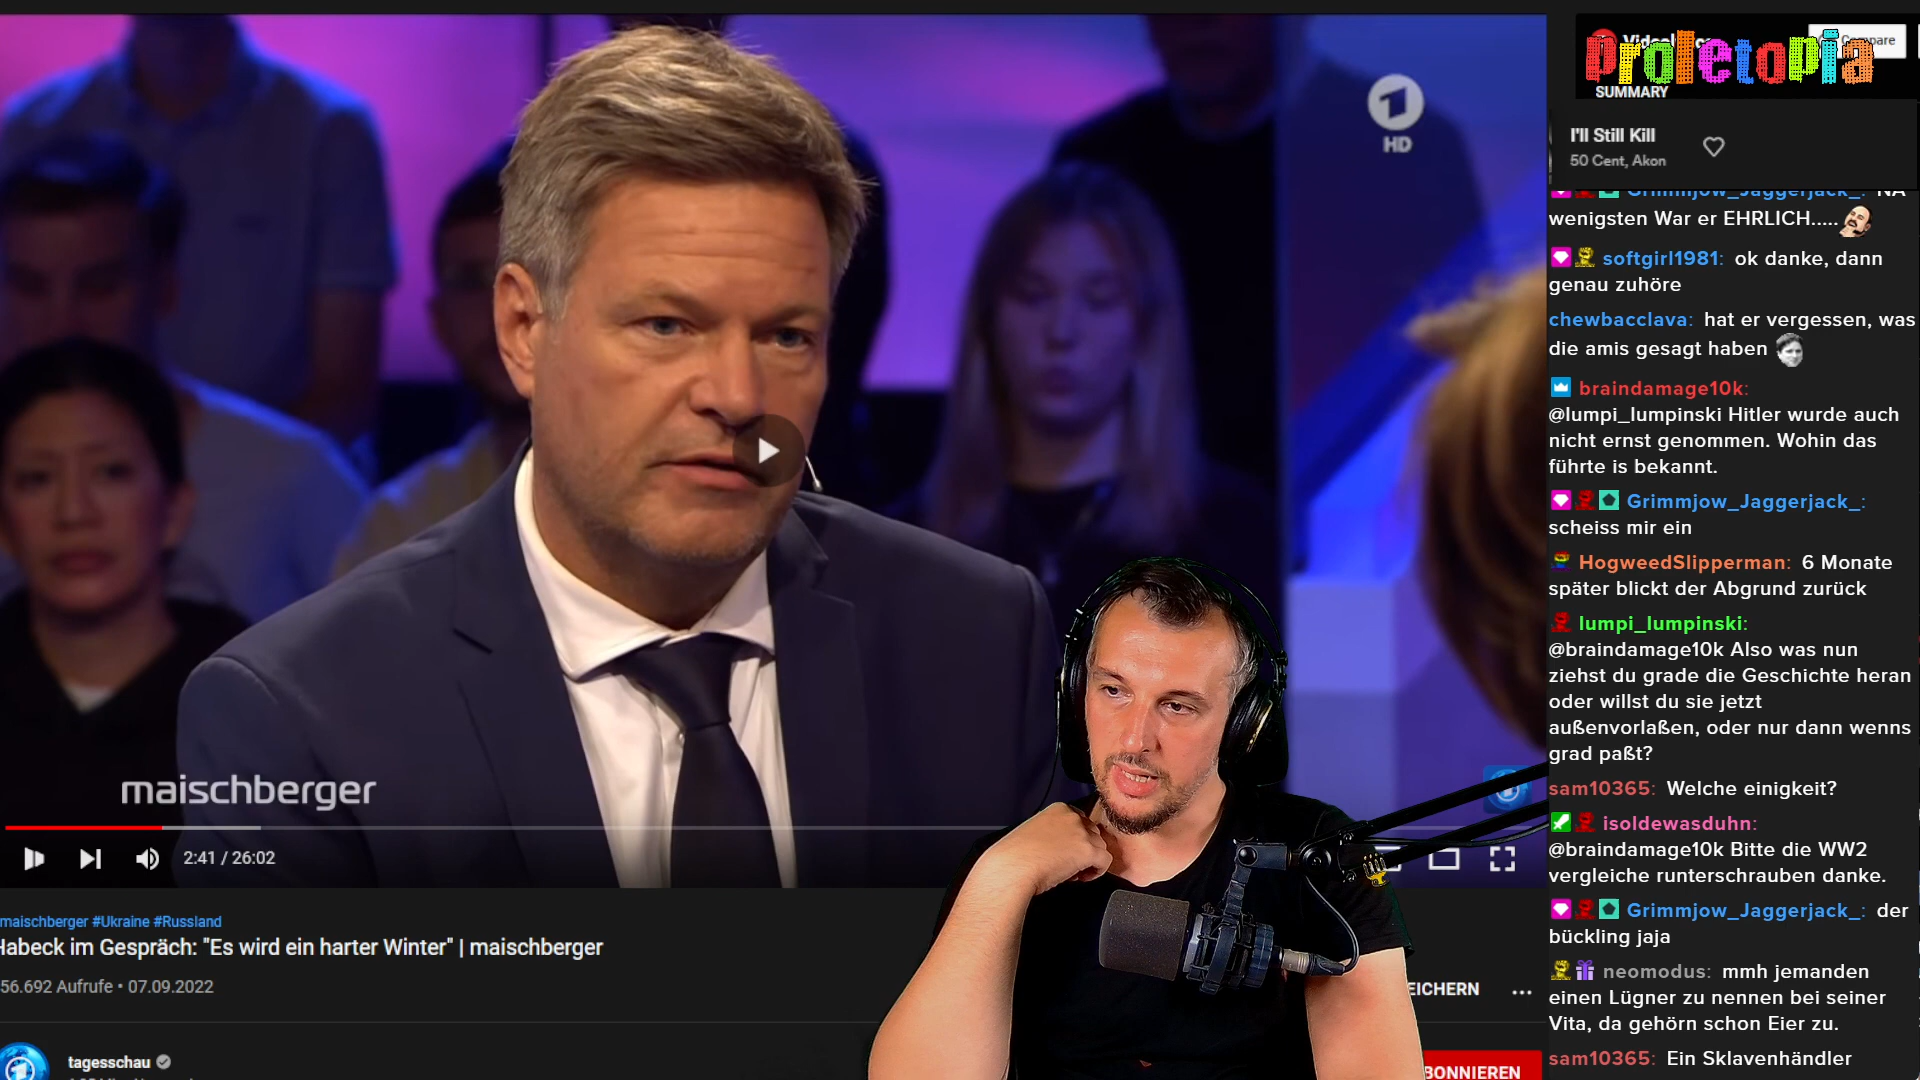 HD
maischberger
2:41 / 26:02
maischberger #Ukraine #Russland
Habeck im Gespräch: "Es wird ein harter Winter" | maischberger
56.692 Aufrufe • 07.09.2022
EICHERN
tagesschau
BONNIEREN
Compare
Proletopia
SUMMARY
I'll Still Kill
50 Cent, Akon
Grimmjow_Jaggerjack_: NA
wenigsten War er EHRLICH.....
softgirl1981: ok danke, dann
genau zuhöre
chewbacclava: hat er vergessen, was
die amis gesagt haben
braindamage10k:
@lumpi_lumpinski Hitler wurde auch
nicht ernst genommen. Wohin das
führte is bekannt.
Grimmjow_Jaggerjack_:
scheiss mir ein
HogweedSlipperman: 6 Monate
später blickt der Abgrund zurück
lumpi_lumpinski:
@braindamage10k Also was nun
ziehst du grade die Geschichte heran
oder willst du sie jetzt
außenvorlaßen, oder nur dann wenns
grad paßt?
sam10365: Welche einigkeit?
isoldewasduhn:
@braindamage10k Bitte die WW2
vergleiche runterschrauben danke.
Grimmjow_Jaggerjack_: der
bückling jaja
neomodus: mmh jemanden
einen Lügner zu nennen bei seiner
Vita, da gehörn schon Eier zu.
sam10365: Ein Sklavenhändler